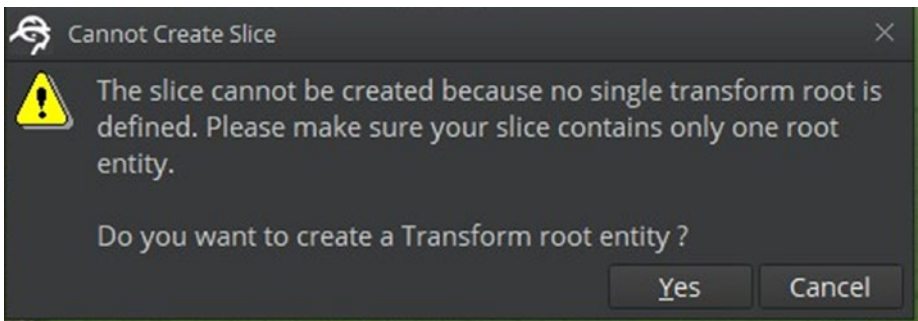 Cannot Create Slice
The slice cannot be created because no single transform root is
defined. Please make sure your slice contains only one root
entity.
Do you want to create a Transform root entity ?
Yes
Cancel